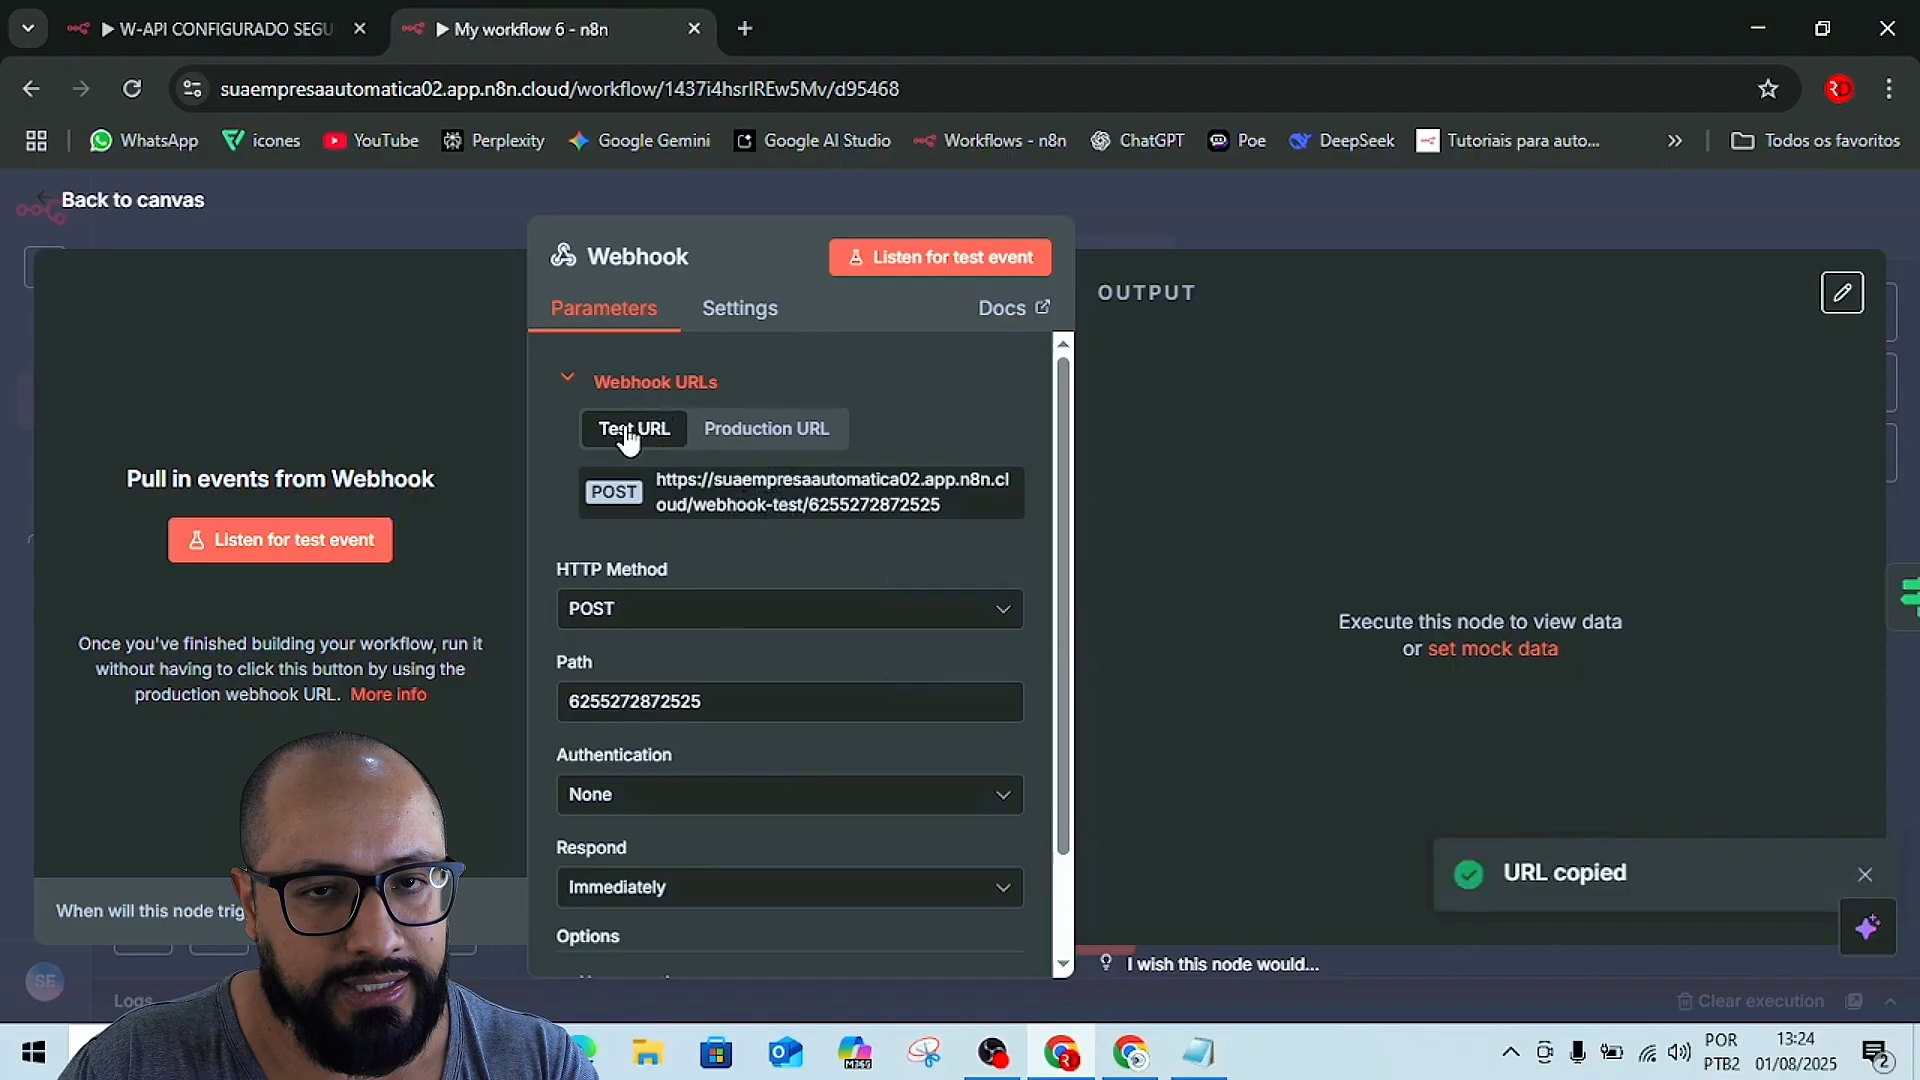 ▶ W-API CONFIGURADO SEGU
▶ My workflow 6 - n8n
suaempresaautomatica02.app.n8n.cloud/workflow/1437i4hsrIREw5Mv/d95468
WhatsApp
icones
YouTube
Perplexity
Google Gemini
Google AI Studio
Workflows - n8n
ChatGPT
Poe
DeepSeek
Tutoriais para auto...
Todos os favoritos
Back to canvas
Pull in events from Webhook
Listen for test event
Once you've finished building your workflow, run it
without having to click this button by using the
production webhook URL. More info
When will this node trig
Webhook
Listen for test event
Parameters
Settings
Docs
Webhook URLs
Test URL
Production URL
POST
https://suaempresaautomatica02.app.n8n.cl
oud/webhook-test/6255272872525
HTTP Method
POST
Path
6255272872525
Authentication
None
Respond
Immediately
Options
OUTPUT
Execute this node to view data
or set mock data
URL copied
I wish this node would...
SE
Logs
Clear execution
RD
M365
POR
PTB2
13:24
01/08/2025
2